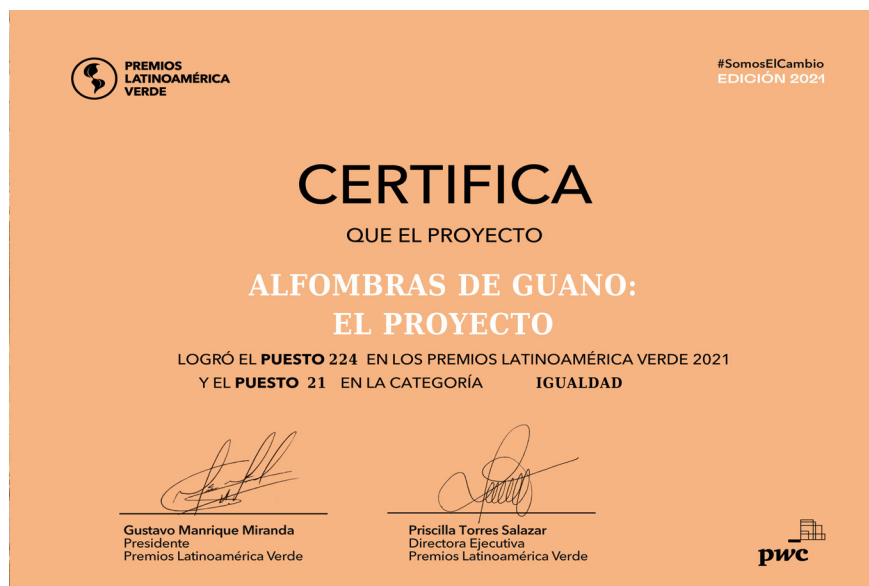 PREMIOS
LATINOAMÉRICA
VERDE
#SomosElCambio
EDICIÓN 2021
CERTIFICA
QUE EL PROYECTO
ALFOMBRAS DE GUANO:
EL PROYECTO
LOGRÓ EL PUESTO 224 EN LOS PREMIOS LATINOAMÉRICA VERDE 2021
Y EL PUESTO 21 EN LA CATEGORÍA IGUALDAD
Gustavo Manrique Miranda
Presidente
Premios Latinoamérica Verde
Priscilla Torres Salazar
Directora Ejecutiva
Premios Latinoamérica Verde
pwc